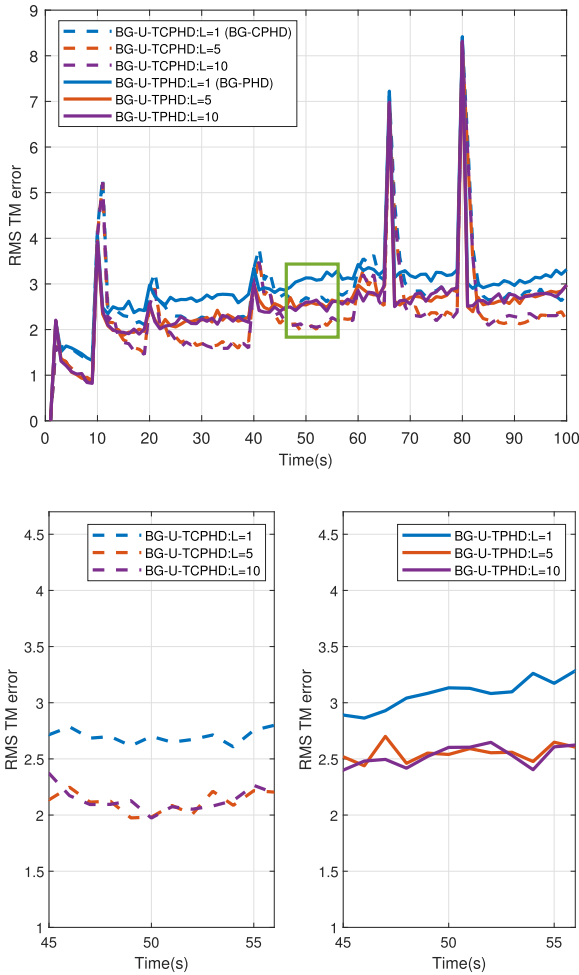 9
8
7
6
5
4
3
2
1
0
RMS TM error
BG-U-TCPHD:L=1 (BG-CPHD)
BG-U-TCPHD:L=5
BG-U-TCPHD:L=10
BG-U-TPHD:L=1 (BG-PHD)
BG-U-TPHD:L=5
BG-U-TPHD:L=10
0 10 20 30 40 50 60 70 80 90 100
Time(s)
4.5
4
3.5
3
2.5
2
1.5
1
RMS TM error
BG-U-TCPHD:L=1
BG-U-TCPHD:L=5
BG-U-TCPHD:L=10
45 50 55
Time(s)
4.5
4
3.5
3
2.5
2
1.5
1
RMS TM error
BG-U-TPHD:L=1
BG-U-TPHD:L=5
BG-U-TPHD:L=10
45 50 55
Time(s)